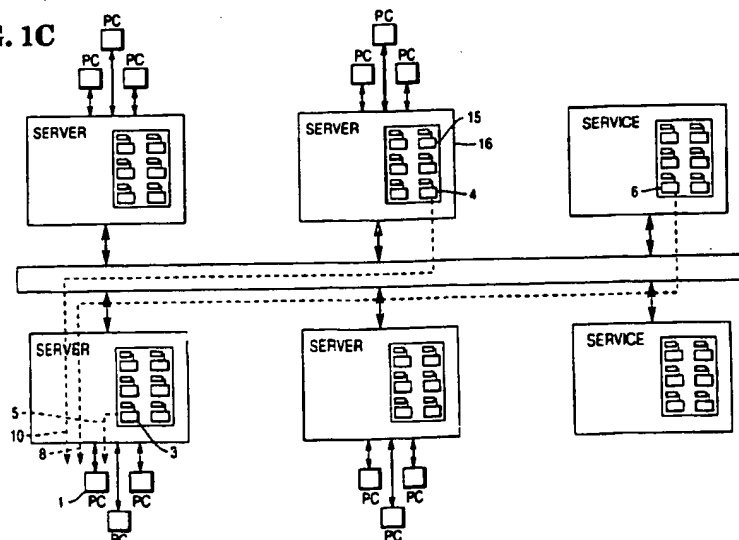 G. 1C
PC
PC
PC
PC
PC
PC
SERVER
SERVER
15
16
4
SERVICE
6
SERVER
5
10
8
3
SERVER
SERVICE
1
PC
PC
PC
PC
PC
PC